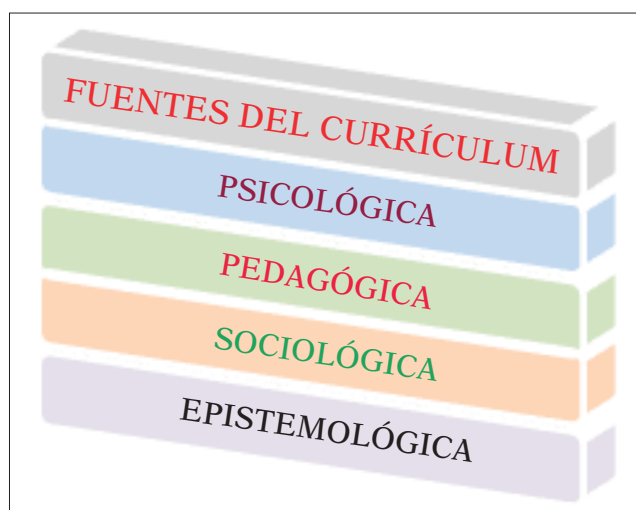 FUENTES DEL CURRÍCULUM
PSICOLÓGICA
PEDAGÓGICA
SOCIOLÓGICA
EPISTEMOLÓGICA